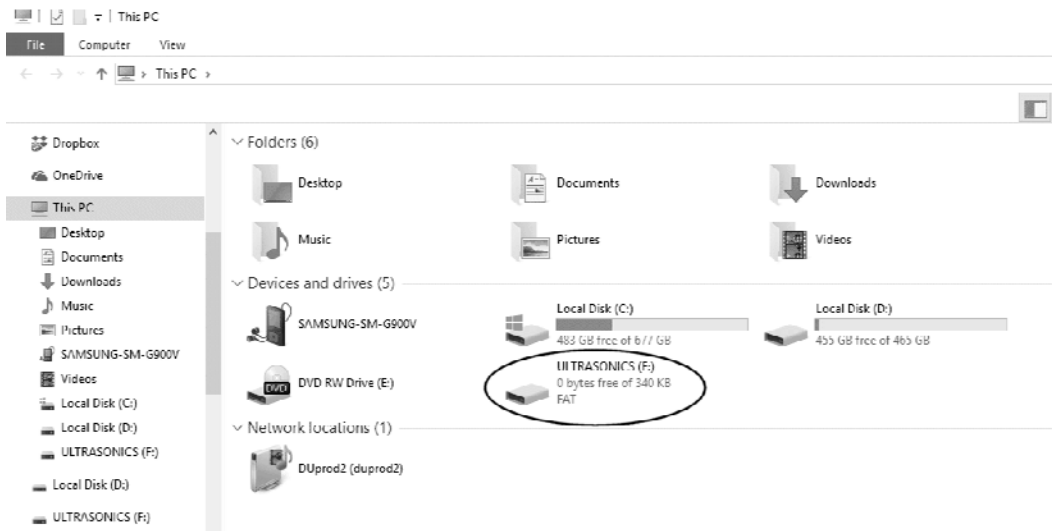 This PC
File Computer View
This PC
Dropbox
OneDrive
This PC
Desktop
Documents
Downloads
Music
Pictures
SAMSUNG-SM-G900V
Videos
Local Disk (C:)
Local Disk (D:)
ULTRASONICS (F:)
Local Disk (D:)
ULTRASONICS (F:)
Folders (6)
Desktop
Documents
Downloads
Music
Pictures
Videos
Devices and drives (5)
SAMSUNG-SM-G900V
Local Disk (C:)
483 GB free of 677 GB
Local Disk (D:)
455 GB free of 465 GB
DVD RW Drive (E:)
ULTRASONICS (F:)
0 bytes free of 340 KB
FAT
Network locations (1)
DUprod2 (duprod2)